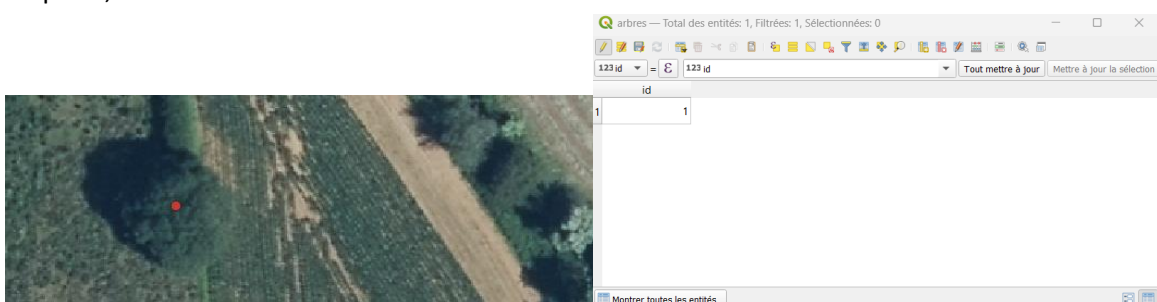 arbres — Total des entités: 1, Filtrées: 1, Sélectionnées: 0
123 id = ε 123 id Tout mettre à jour Mettre à jour la sélection
id
1 1
Montrer toutes les entités